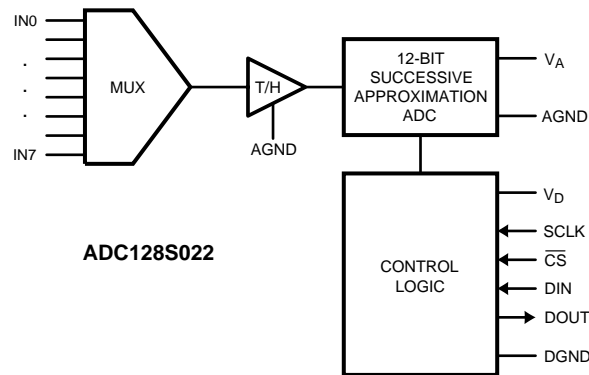 IN0
.
.
.
IN7
MUX
T/H
AGND
12-BIT
SUCCESSIVE
APPROXIMATION
ADC
VA
AGND
ADC128S022
CONTROL
LOGIC
VD
SCLK
C̅S̅
DIN
DOUT
DGND